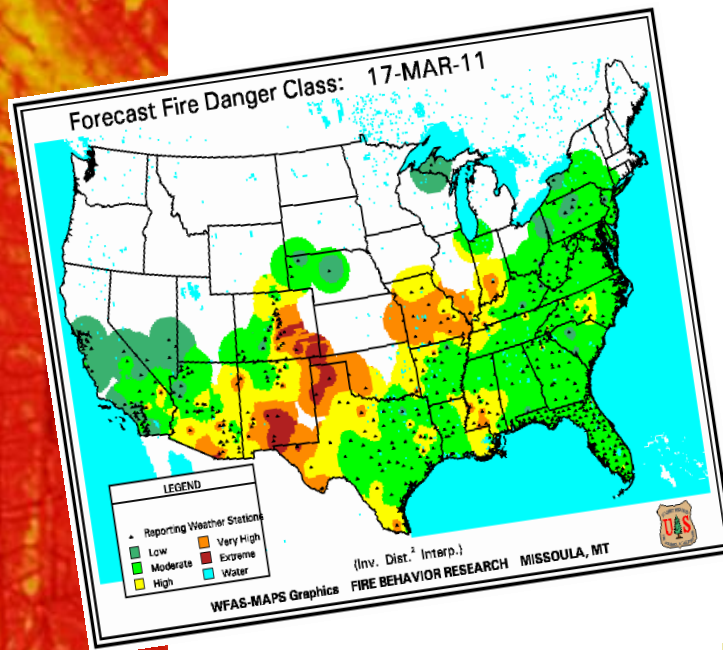 Forecast Fire Danger Class: 17-MAR-11
LEGEND
Reporting Weather Stations
Low
Moderate
High
Very High
Extreme
Water
(Inv. Dist.² Interp.)
WFAS-MAPS Graphics FIRE BEHAVIOR RESEARCH MISSOULA, MT
U S